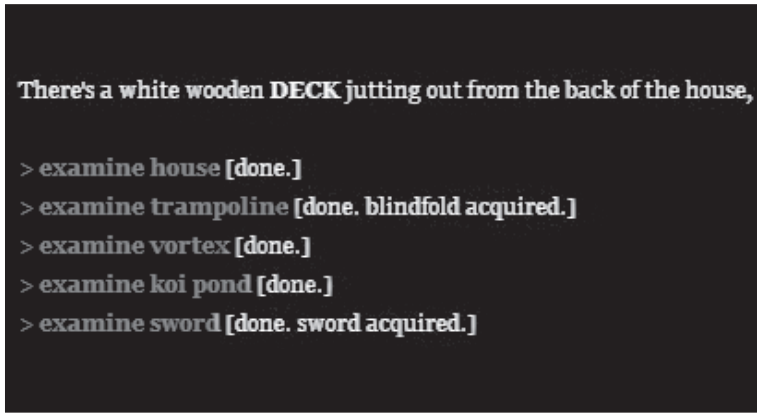 There's a white wooden DECK jutting out from the back of the house,
> examine house [done.]
> examine trampoline [done. blindfold acquired.]
> examine vortex [done.]
> examine koi pond [done.]
> examine sword [done. sword acquired.]